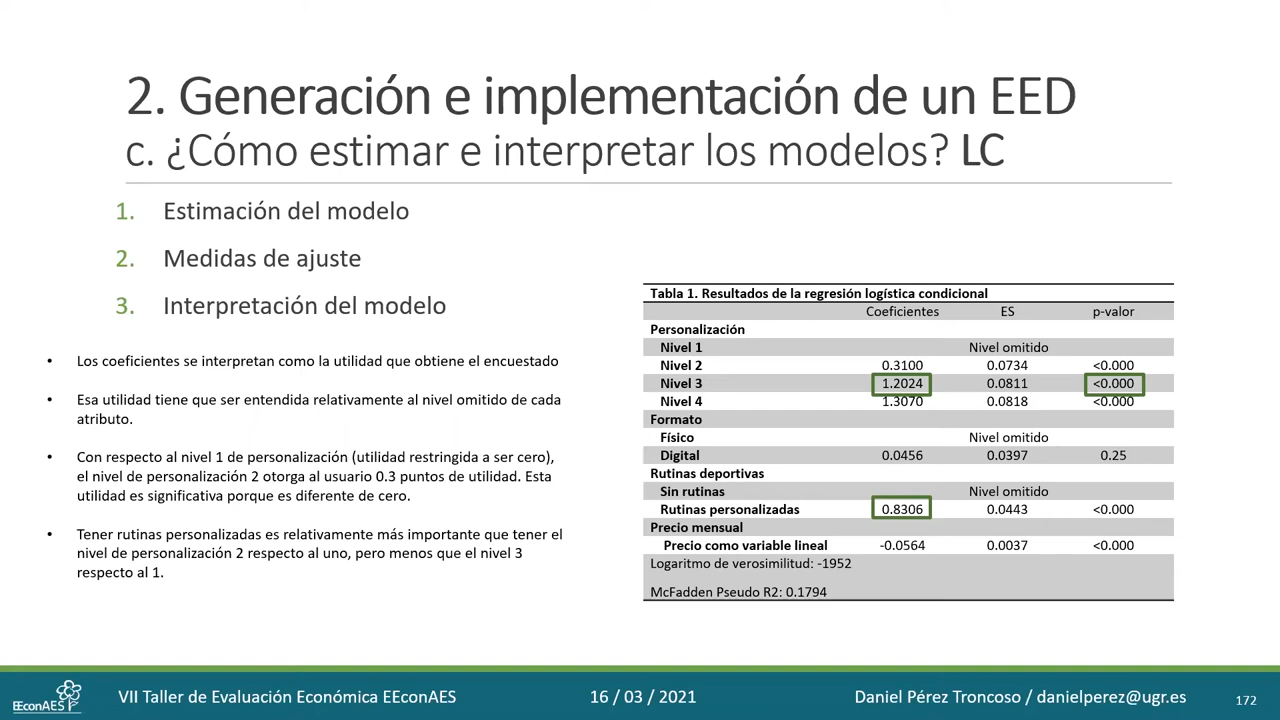 2. Generación e implementación de un EED
c. ¿Cómo estimar e interpretar los modelos? LC
1. Estimación del modelo
2. Medidas de ajuste
3. Interpretación del modelo
• Los coeficientes se interpretan como la utilidad que obtiene el encuestado
• Esa utilidad tiene que ser entendida relativamente al nivel omitido de cada
atributo.
• Con respecto al nivel 1 de personalización (utilidad restringida a ser cero),
el nivel de personalización 2 otorga al usuario 0.3 puntos de utilidad. Esta
utilidad es significativa porque es diferente de cero.
• Tener rutinas personalizadas es relativamente más importante que tener el
nivel de personalización 2 respecto al uno, pero menos que el nivel 3
respecto al 1.
Tabla 1. Resultados de la regresión logística condicional
Coeficientes ES p-valor
Personalización
Nivel 1 Nivel omitido
Nivel 2 0.3100 0.0734 <0.000
Nivel 3 1.2024 0.0811 <0.000
Nivel 4 1.3070 0.0818 <0.000
Formato
Físico Nivel omitido
Digital 0.0456 0.0397 0.25
Rutinas deportivas
Sin rutinas Nivel omitido
Rutinas personalizadas 0.8306 0.0443 <0.000
Precio mensual
Precio como variable lineal -0.0564 0.0037 <0.000
Logaritmo de verosimilitud: -1952
McFadden Pseudo R2: 0.1794
EEconAES
VII Taller de Evaluación Económica EEconAES
16 / 03 / 2021
Daniel Pérez Troncoso / danielperez@ugr.es
172